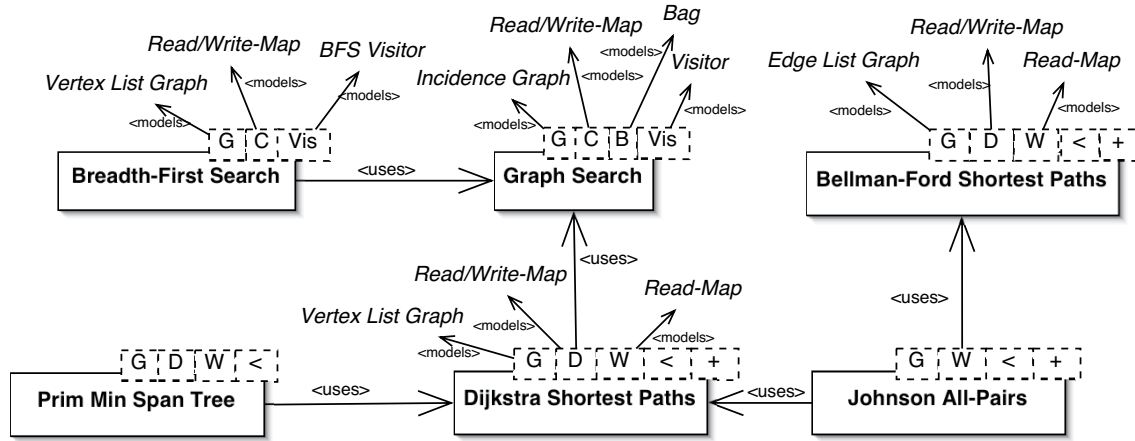 Read/Write-Map
BFS Visitor
<models>
Vertex List Graph
<models>
<models>
G C Vis
Breadth-First Search
<uses>
Bag
Read/Write-Map
<models>
Visitor
Incidence Graph
<models>
<models>
<models>
G C B Vis
Graph Search
Read/Write-Map
Edge List Graph
<models>
Read-Map
<models>
<models>
G D W < +
Bellman-Ford Shortest Paths
<uses>
<uses>
Read/Write-Map
Read-Map
Vertex List Graph
<models>
<models>
<models>
G D W <
Prim Min Span Tree
<uses>
G D W < +
Dijkstra Shortest Paths
<uses>
G W < +
Johnson All-Pairs